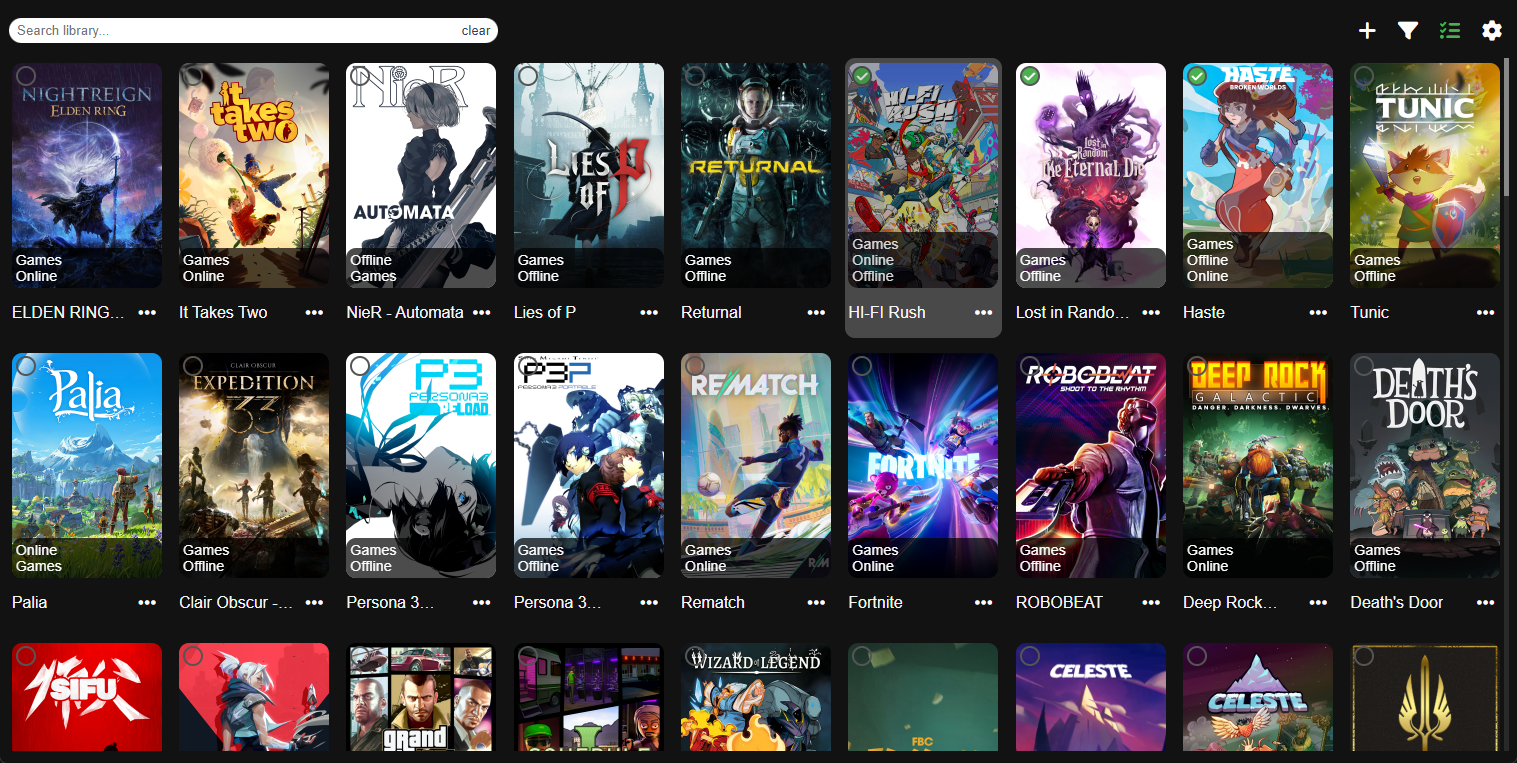 Search library...
clear
NIGHTREIGN
ELDEN RING
Games
Online
ELDEN RING...
it
takes
two
Games
Online
It Takes Two
NieR
AUTOMATA
Offline
Games
NieR - Automata
LIES
OF P
Games
Offline
Lies of P
RETURNAL
Games
Offline
Returnal
HI-FI
RUSH
Games
Online
Offline
HI-FI Rush
Lost in
Random
The Eternal Die
Games
Offline
Lost in Rando...
HASTE
BROKEN WORLDS
Games
Offline
Online
Haste
TUNIC
Games
Offline
Tunic
Palia
Online
Games
Palia
CLAIR OBSCUR
EXPEDITION
33
Games
Offline
Clair Obscur -...
P3
PERSONA3
RELOAD
Games
Offline
Persona 3...
P3P
PERSONA3 PORTABLE
Games
Offline
Persona 3...
REMATCH
Games
Online
R/M
Rematch
FORTNITE
Games
Online
Fortnite
ROBOBEAT
SHOOT TO THE RHYTHM
Games
Offline
ROBOBEAT
DEEP ROCK
GALACTIC
DANGER. DARKNESS. DWARVES.
Games
Online
Deep Rock...
DEATH'S
DOOR
Games
Offline
Death's Door
SIFU
grand
WIZARD of LEGEND
FBC
CELESTE
CELESTE